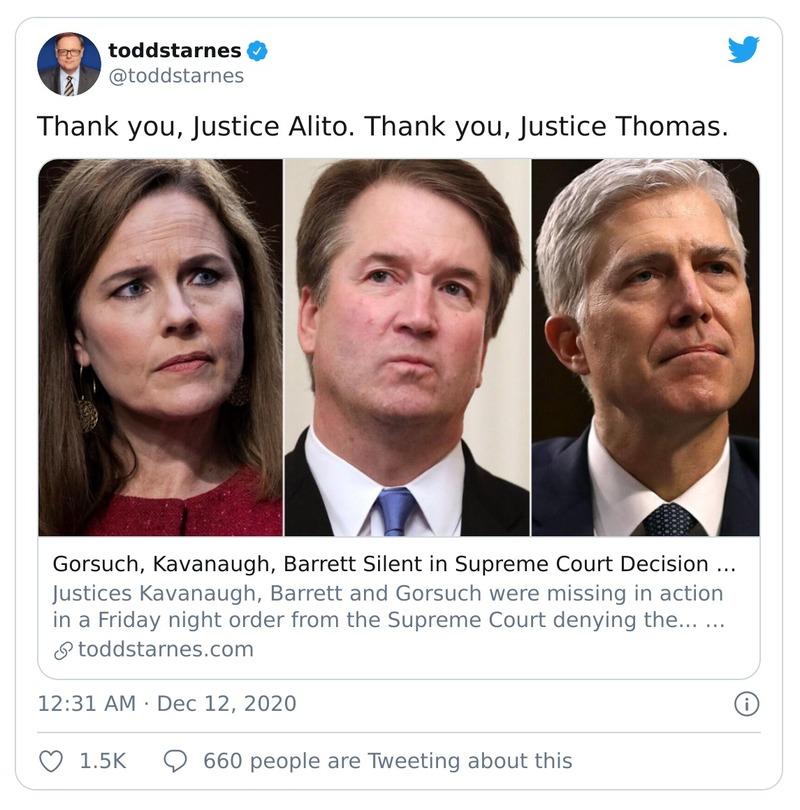 toddstarnes
@toddstarnes
Thank you, Justice Alito. Thank you, Justice Thomas.
Gorsuch, Kavanaugh, Barrett Silent in Supreme Court Decision ...
Justices Kavanaugh, Barrett and Gorsuch were missing in action
in a Friday night order from the Supreme Court denying the... ...
toddstarnes.com
12:31 AM · Dec 12, 2020
1.5K 660 people are Tweeting about this